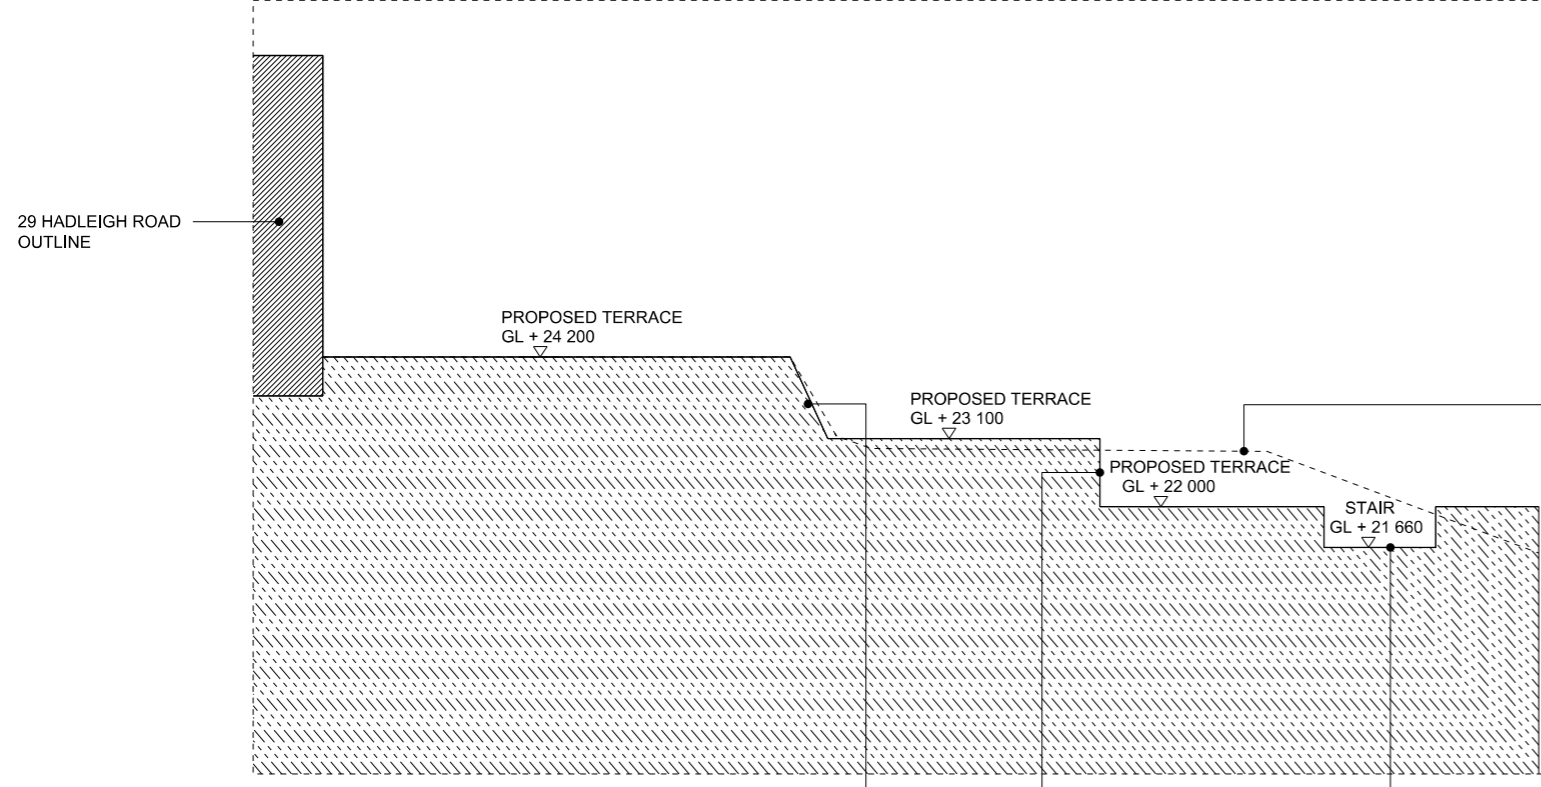 29 HADLEIGH ROAD
OUTLINE
PROPOSED TERRACE
GL + 24 200
PROPOSED TERRACE
GL + 23 100
PROPOSED TERRACE
GL + 22 000
STAIR
GL + 21 660